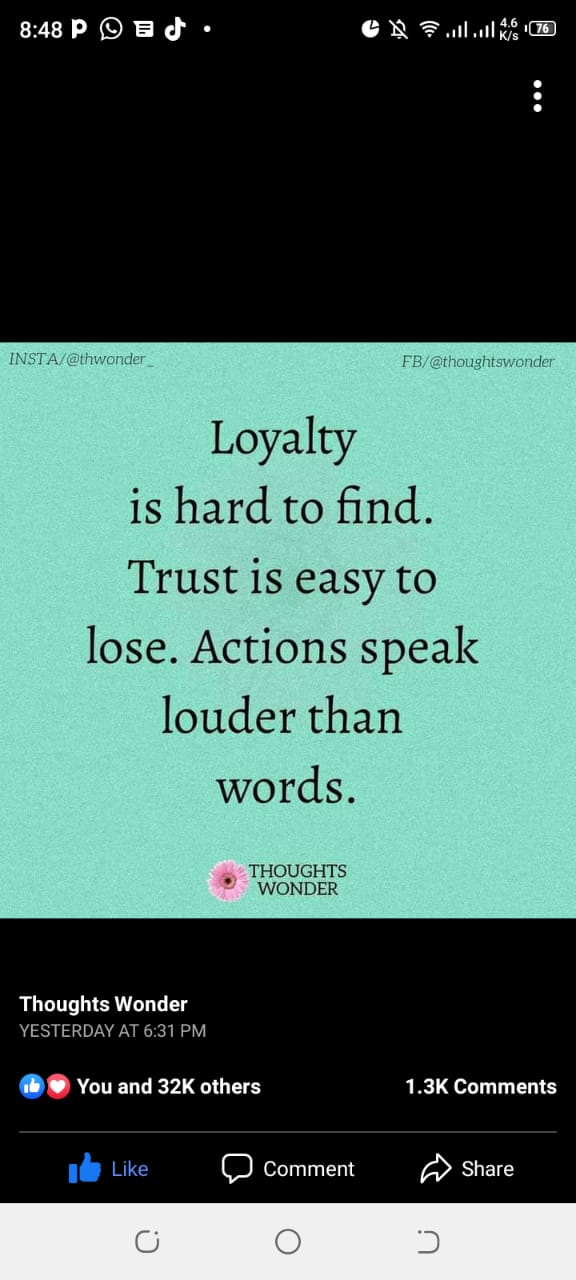 8:48
4.6
K/s
76
INSTA/@thwonder_
FB/@thoughtswonder
Loyalty
is hard to find.
Trust is easy to
lose. Actions speak
louder than
words.
THOUGHTS
WONDER
Thoughts Wonder
YESTERDAY AT 6:31 PM
You and 32K others
1.3K Comments
Like
Comment
Share